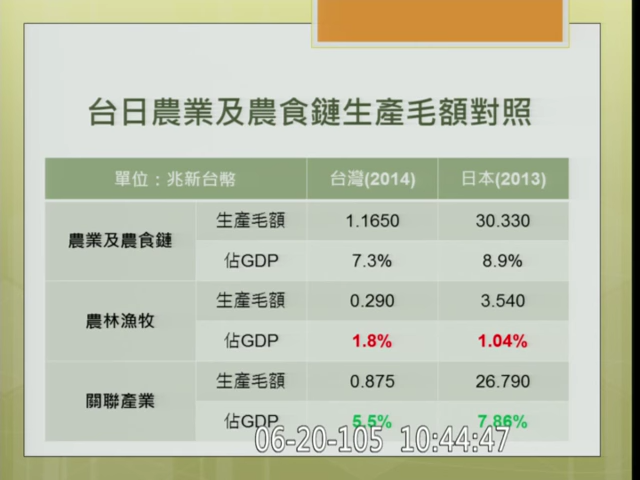 台日農業及農食鏈生產毛額對照
單位：兆新台幣 台灣(2014) 日本(2013)
農業及農食鏈 生產毛額 1.1650 30.330
佔GDP 7.3% 8.9%
農林漁牧 生產毛額 0.290 3.540
佔GDP 1.8% 1.04%
關聯產業 生產毛額 0.875 26.790
佔GDP 5.5% 7.86%
06-20-105 10:44:47